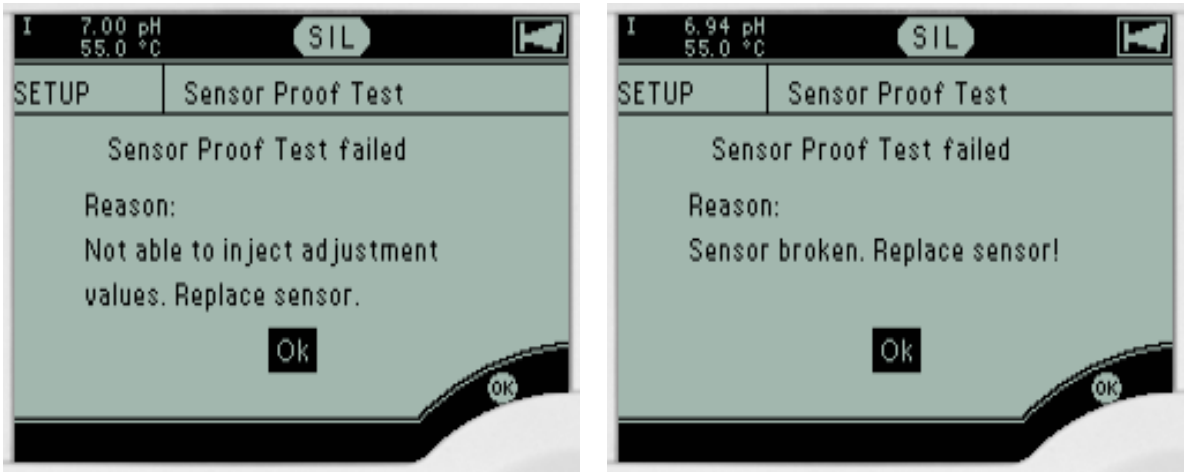 I 7.00 pH
55.0 °C
SIL
SETUP Sensor Proof Test
Sensor Proof Test failed
Reason:
Not able to inject adjustment
values. Replace sensor.
Ok
OK
I 6.94 pH
55.0 °C
SIL
SETUP Sensor Proof Test
Sensor Proof Test failed
Reason:
Sensor broken. Replace sensor!
Ok
OK